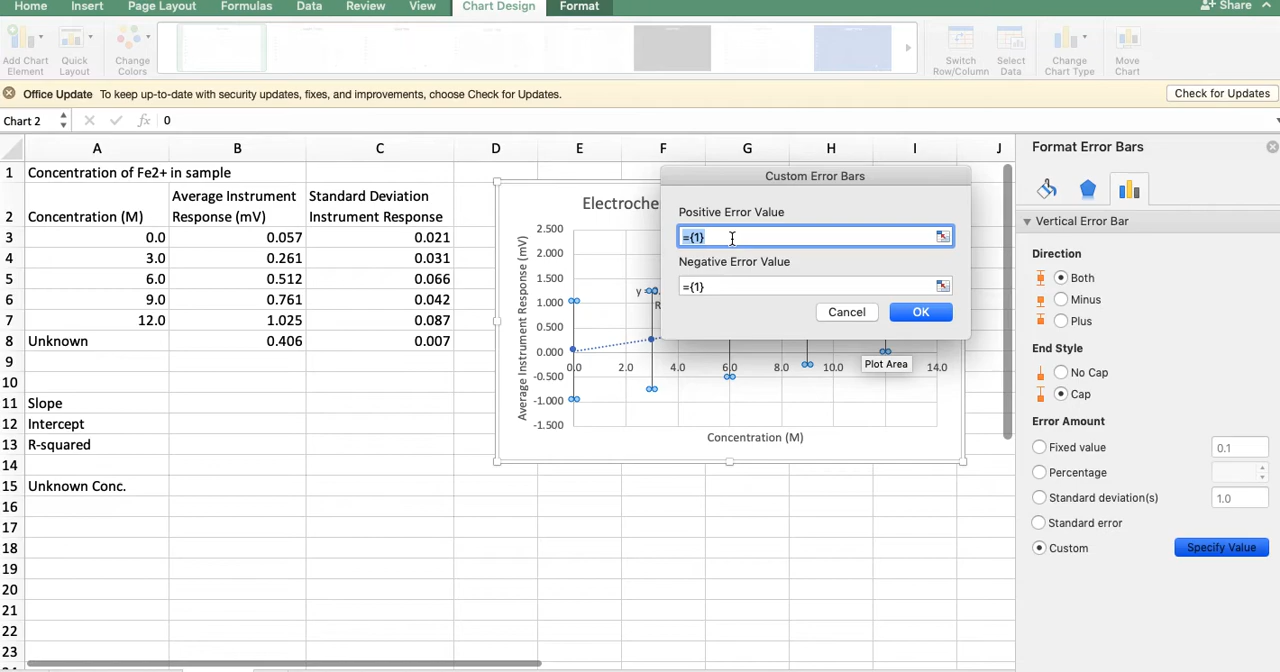 Home Insert Page Layout Formulas Data Review View Chart Design Format Share
Add Chart Element
Quick Layout
Change Colors
Switch Row/Column
Select Data
Change Chart Type
Move Chart
Office Update To keep up-to-date with security updates, fixes, and improvements, choose Check for Updates. Check for Updates
Chart 2 fx 0
A B C D E F G H I J
1 Concentration of Fe2+ in sample
2 Concentration (M) Average Instrument Response (mV) Standard Deviation Instrument Response
3 0.0 0.057 0.021
4 3.0 0.261 0.031
5 6.0 0.512 0.066
6 9.0 0.761 0.042
7 12.0 1.025 0.087
8 Unknown 0.406 0.007
9
10
11 Slope
12 Intercept
13 R-squared
14
15 Unknown Conc.
16
17
18
19
20
21
22
23
Electroche
Average Instrument Response (mV)
2.500
2.000
1.500
1.000
0.500
0.000
-0.500
-1.000
-1.500
y =
R
0.0 2.0 4.0 6.0 8.0 10.0 14.0
Concentration (M)
Plot Area
Custom Error Bars
Positive Error Value
={1}
Negative Error Value
={1}
Cancel OK
Format Error Bars
Vertical Error Bar
Direction
Both
Minus
Plus
End Style
No Cap
Cap
Error Amount
Fixed value 0.1
Percentage
Standard deviation(s) 1.0
Standard error
Custom Specify Value